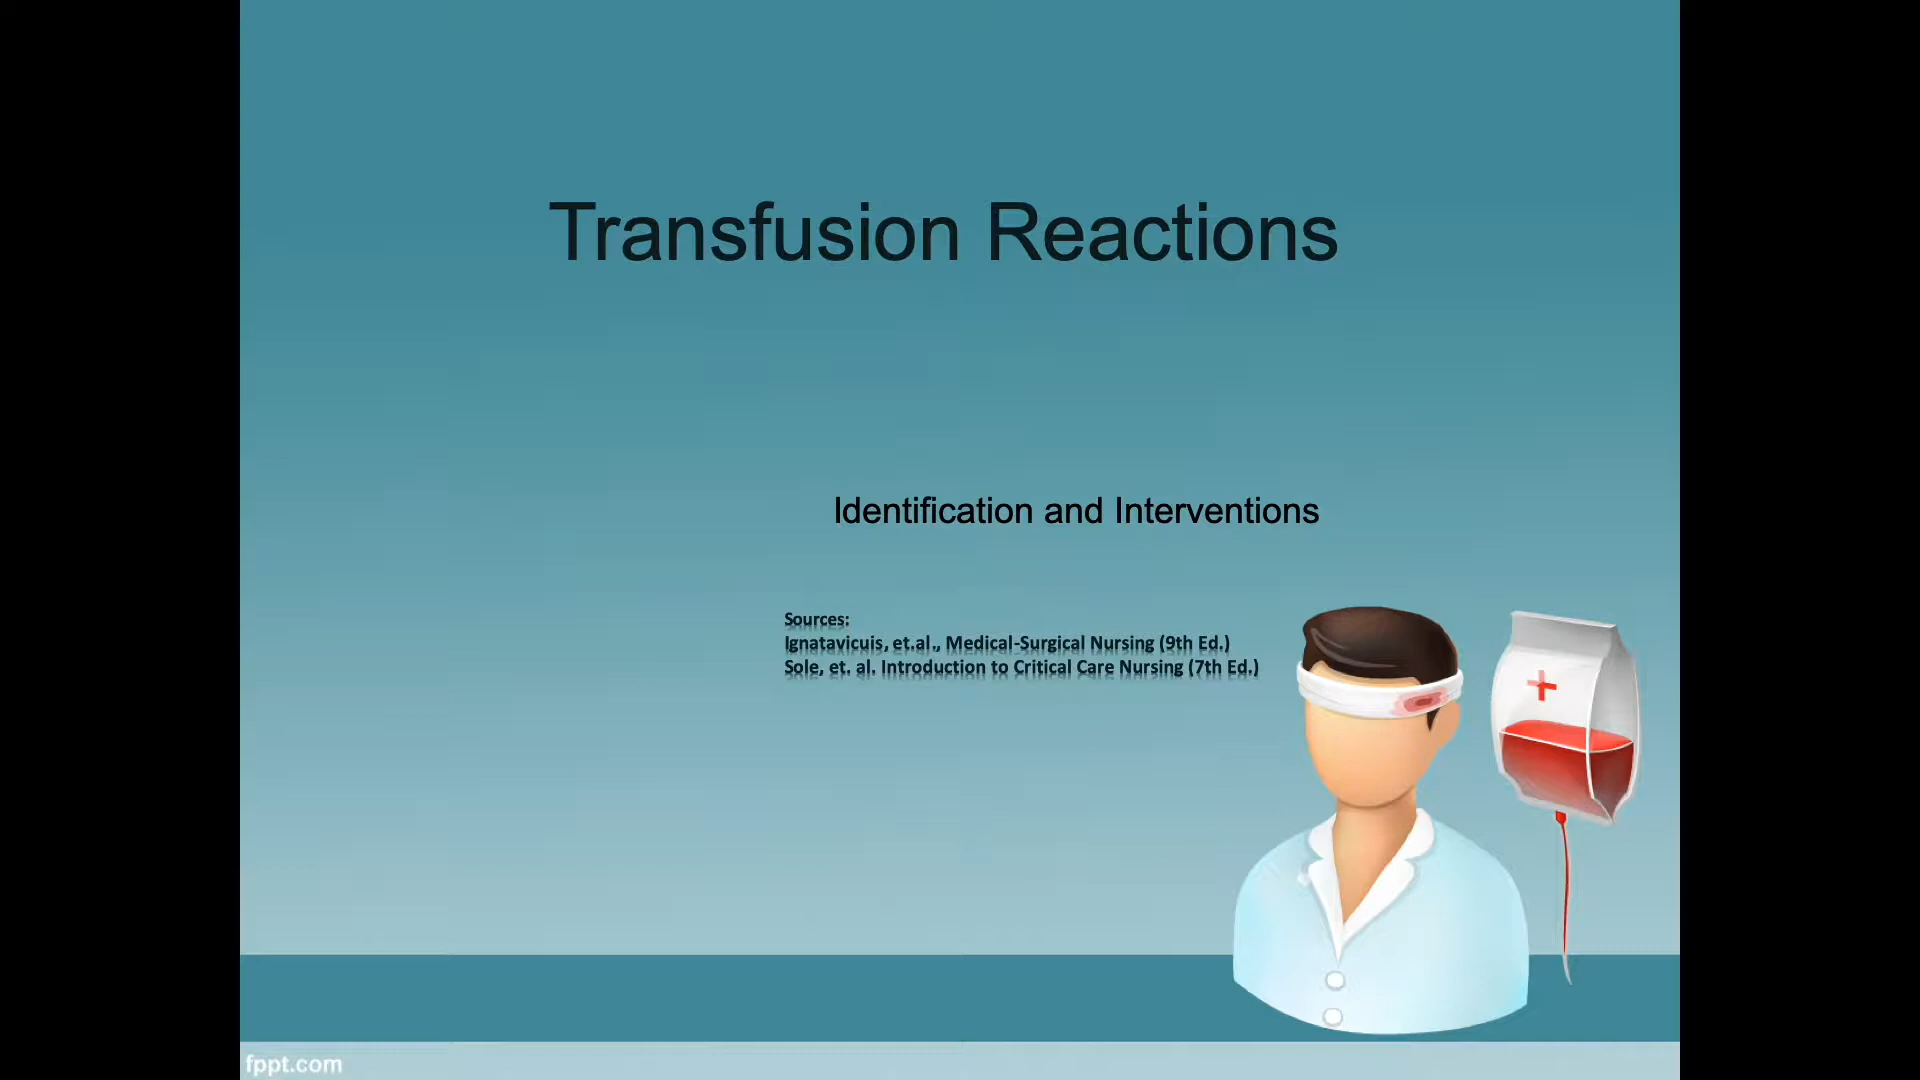 Transfusion Reactions
Identification and Interventions
Sources:
Ignatavicuis, et.al., Medical-Surgical Nursing (9th Ed.)
Sole, et. al. Introduction to Critical Care Nursing (7th Ed.)
fppt.com